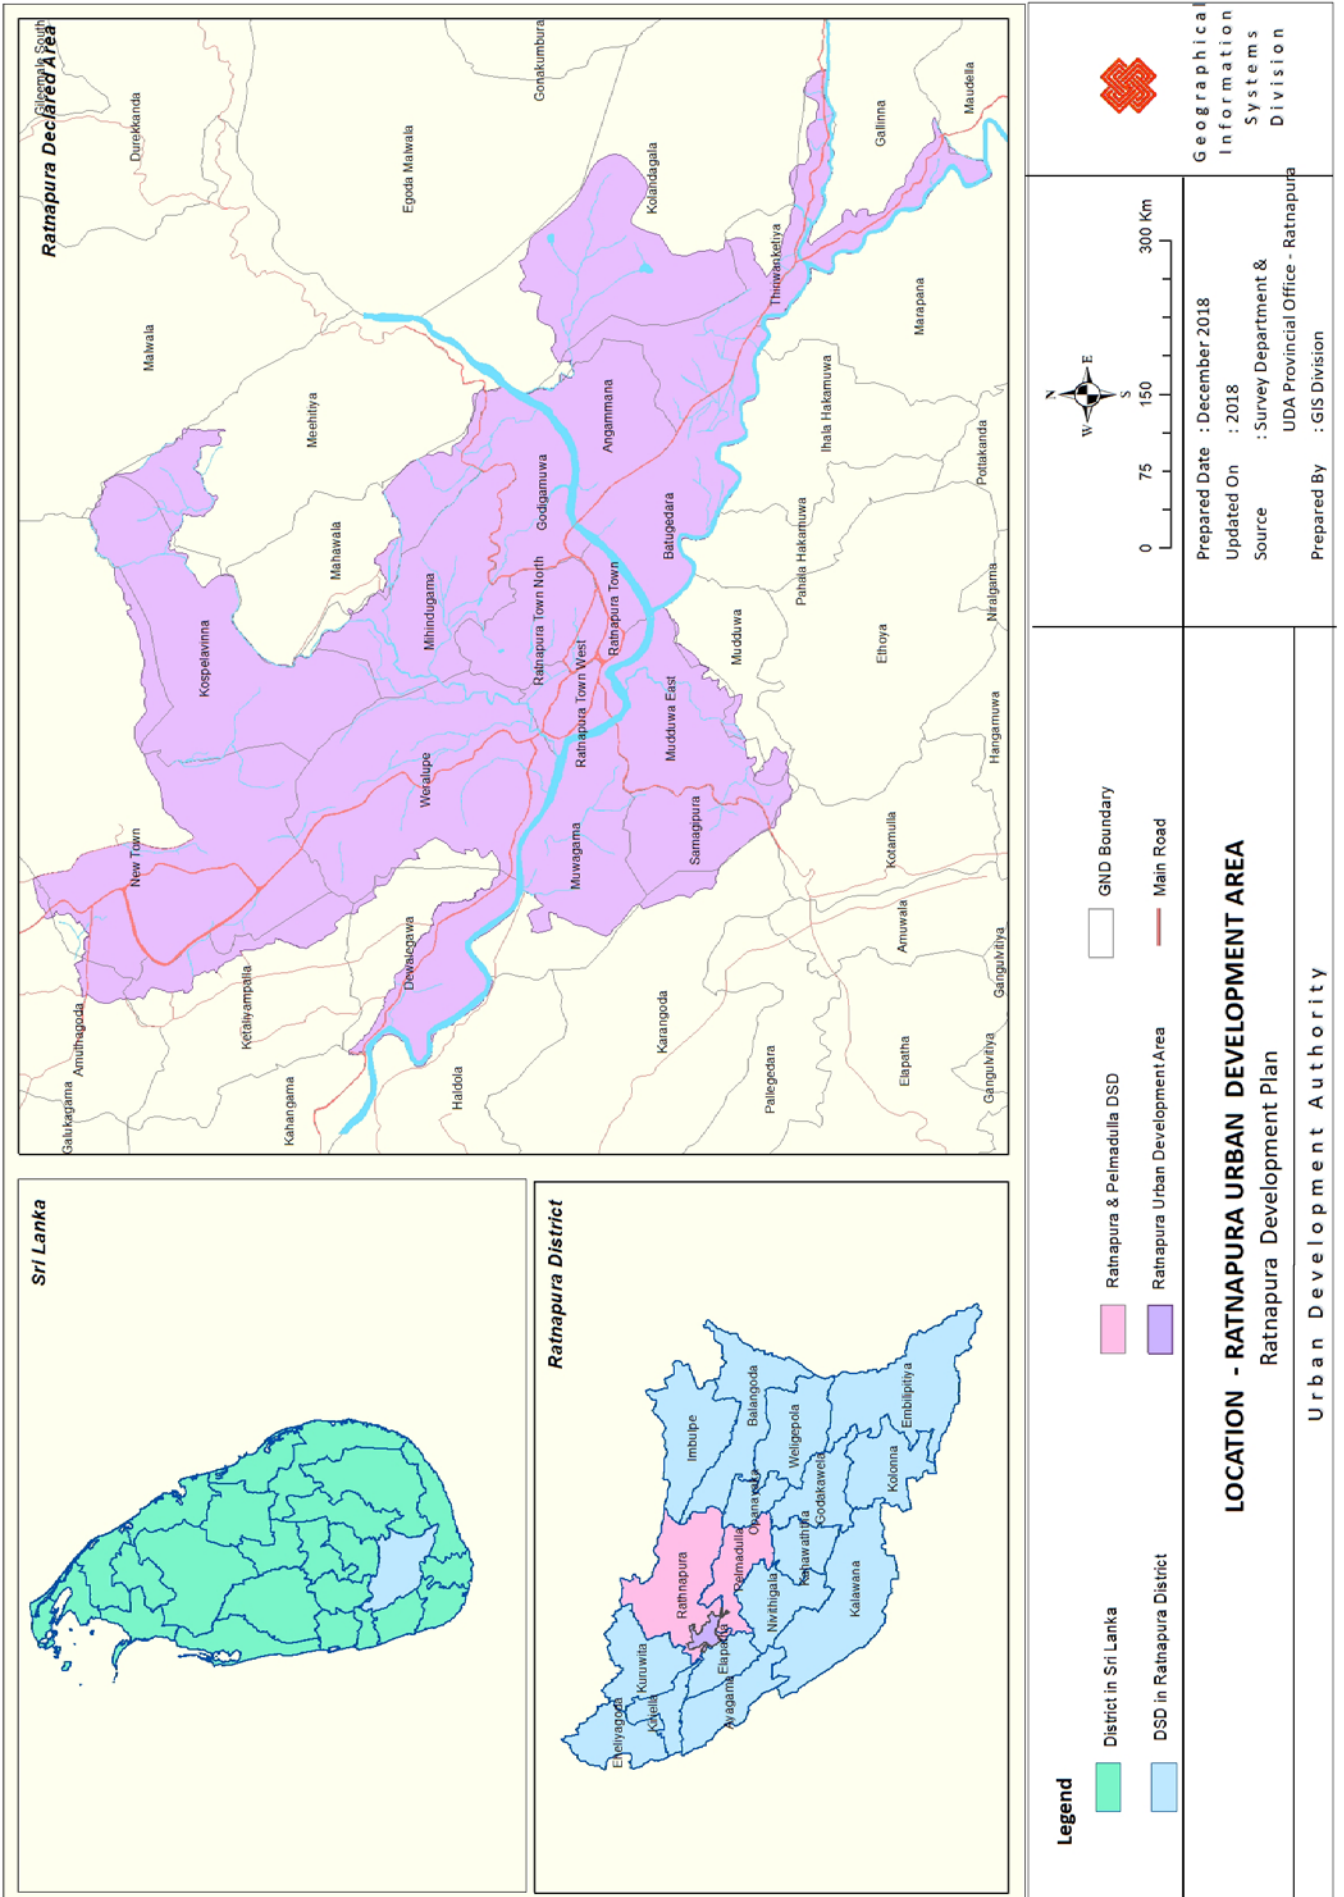 Sri Lanka
Ratnapura District
Eheliyagoda
Kuruwita
Kiriella
Ayagama
Elapatha
Rathnapura
Pelmadulla
Nivithigala
Kalawana
Kahawaththa
Opanayaka
Godakawela
Weligepola
Imbulpe
Balangoda
Kolonna
Embilipitiya
Ratnapura Declared Area
Gileemale South
Durekkanda
Gonakumbura
Egoda Malwala
Malwala
Meehitiya
Mahawala
Kospelavinna
New Town
Galukagama
Amuthagoda
Ketaliyampalla
Kahangama
Dewalegawa
Haldola
Weralupe
Mihindugama
Godigamuwa
Angammana
Kolandagala
Gallinna
Maudella
Thiriwanketiya
Marapana
Ratnapura Town North
Ratnapura Town West
Ratnapura Town
Batugedara
Muwagama
Samagipura
Mudduwa East
Mudduwa
Pahala Hakamuwa
Ihala Hakamuwa
Pottakanda
Niralgama
Ethoya
Hangamuwa
Kotamulla
Amuwala
Gangulvitiya
Gangulvitiya
Elapatha
Pallegedara
Karangoda
Legend
District in Sri Lanka
DSD in Ratnapura District
Ratnapura & Pelmadulla DSD
Ratnapura Urban Development Area
GND Boundary
Main Road
N
W
E
S
0 75 150 300 Km
Geographical
Information
Systems
Division
LOCATION - RATNAPURA URBAN DEVELOPMENT AREA
Ratnapura Development Plan
Urban Development Authority
Prepared Date : December 2018
Updated On : 2018
Source : Survey Department &
UDA Provincial Office - Ratnapura
Prepared By : GIS Division